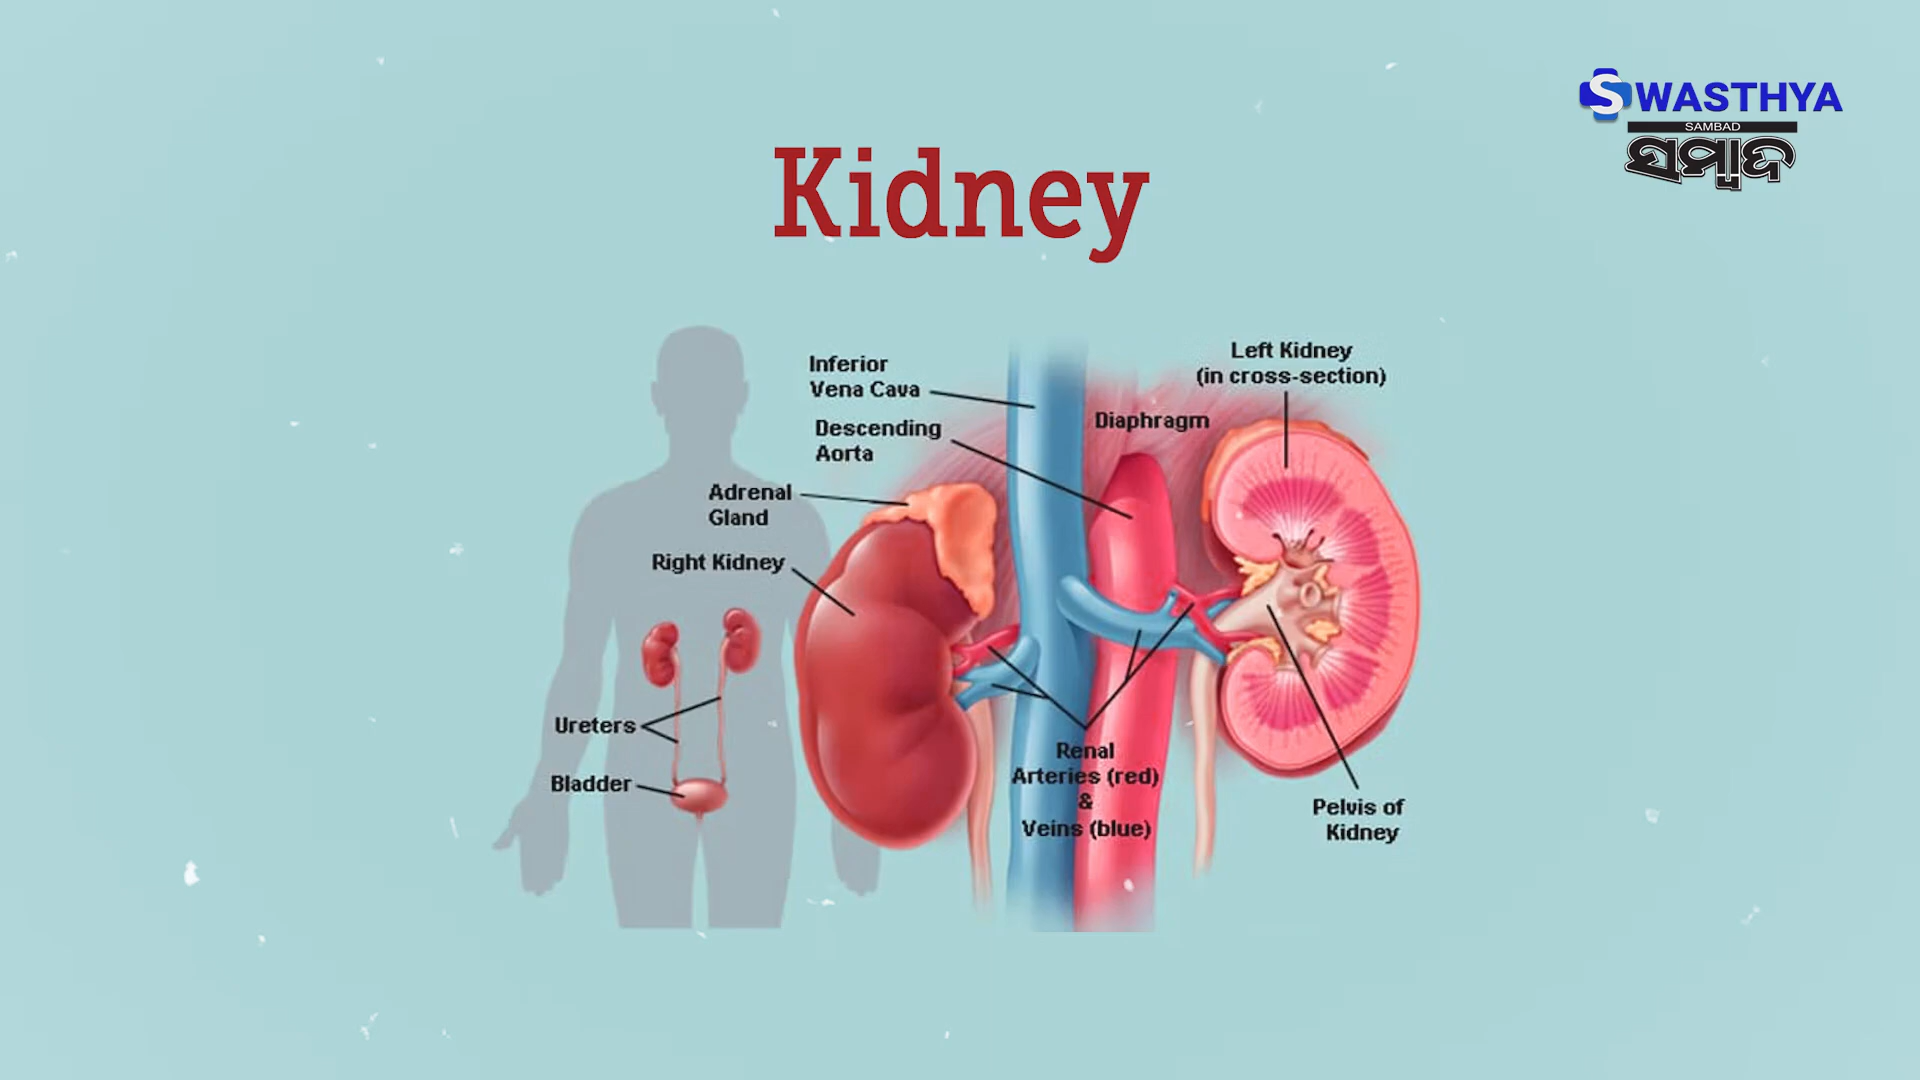 SWASTHYA
SAMBAD
ସମ୍ବାଦ
Kidney
Inferior
Vena Cava
Descending
Aorta
Adrenal
Gland
Right Kidney
Diaphragm
Left Kidney
(in cross-section)
Ureters
Bladder
Renal
Arteries (red)
&
Veins (blue)
Pelvis of
Kidney